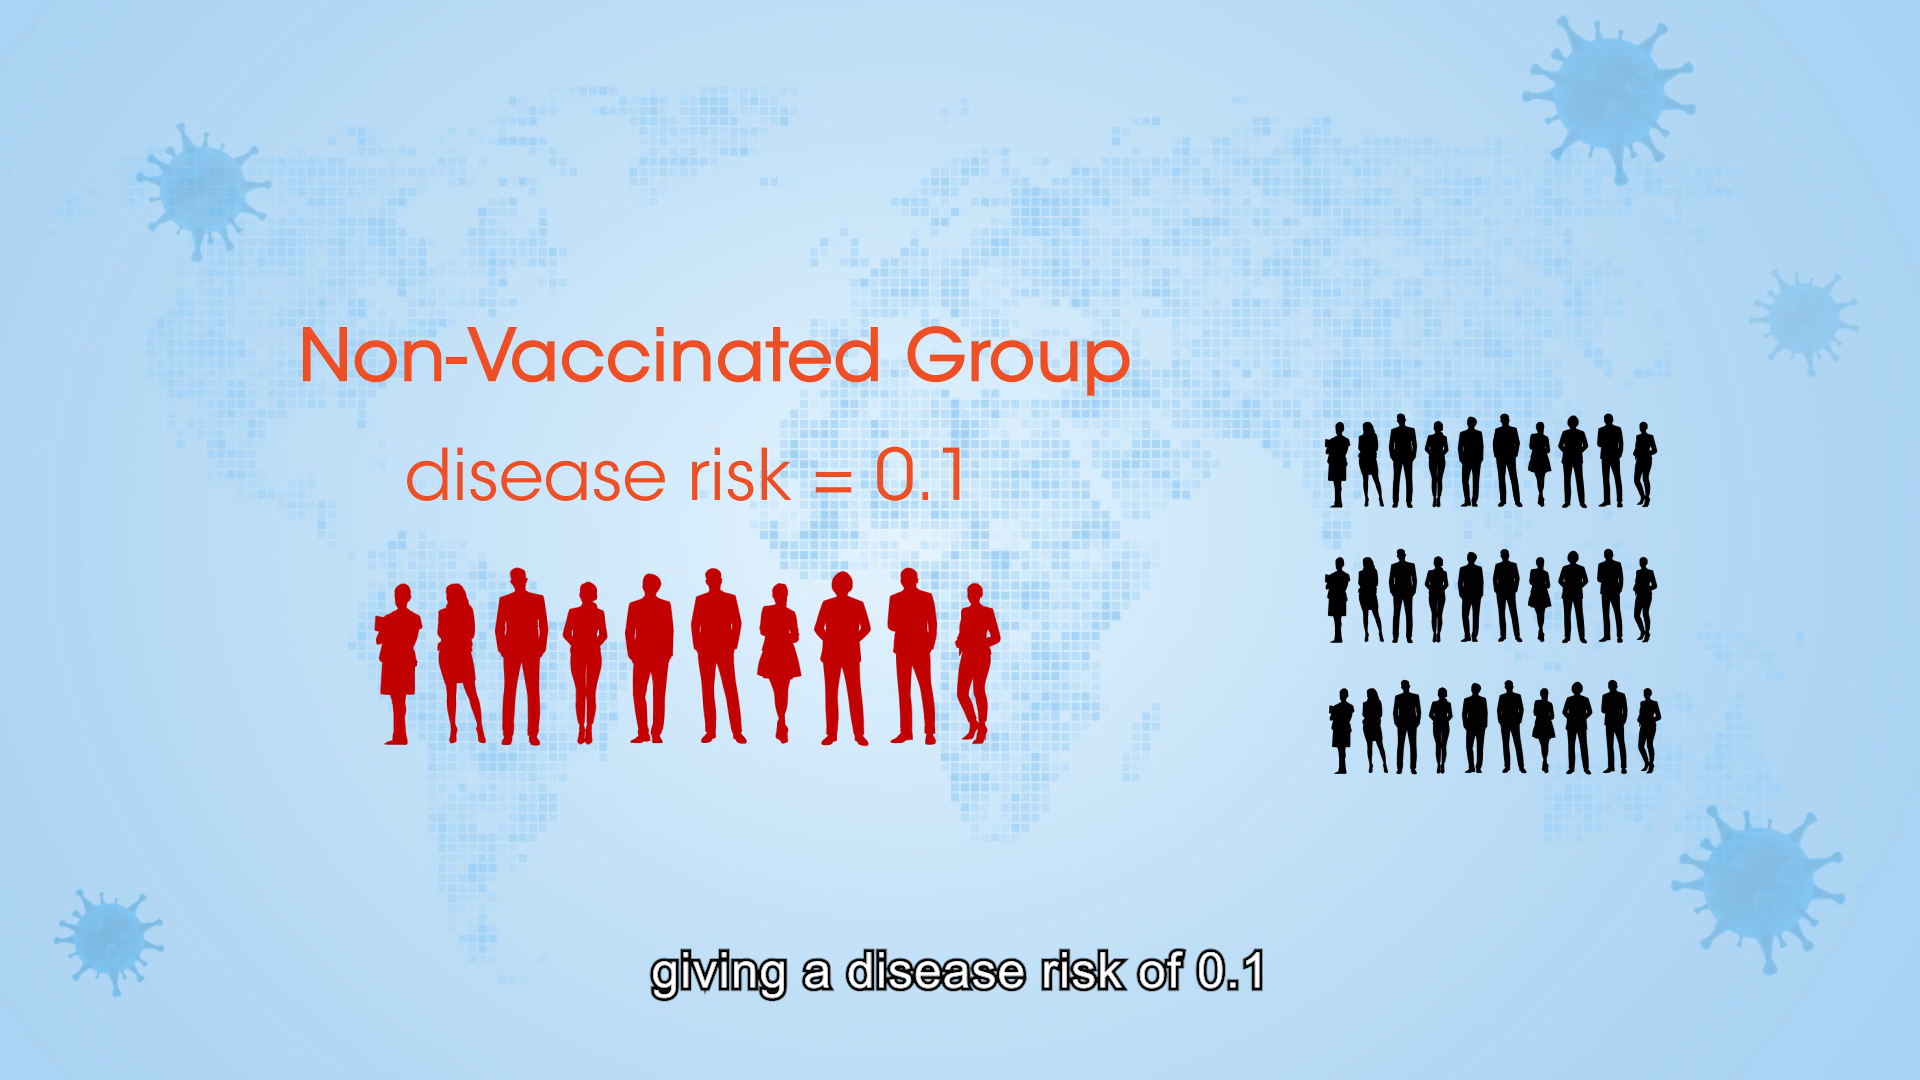 Non-Vaccinated Group
disease risk = 0.1
giving a disease risk of 0.1